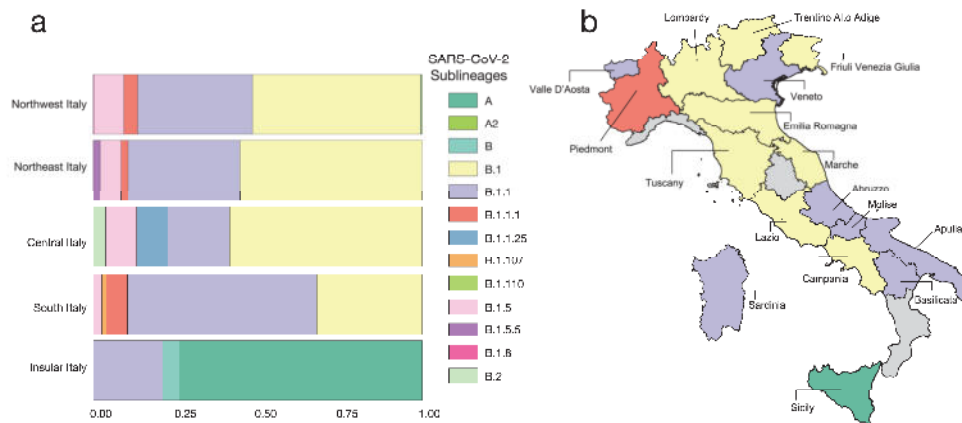 a
SARS-CoV-2
Sublineages
A
A2
B
B.1
B.1.1
B.1.1.1
B.1.1.25
B.1.107
B.1.110
B.1.5
B.1.5.5
B.1.8
B.2
Northwest Italy
Northeast Italy
Central Italy
South Italy
Insular Italy
0.00
0.25
0.50
0.75
1.00
b
Lombardy
Trentino Alto Adige
Friuli Venezia Giulia
Valle D'Aosta
Veneto
Emilia Romagna
Piedmont
Marche
Tuscany
Abruzzo
Molise
Apulia
Lazio
Campania
Basilicata
Sardinia
Sicily